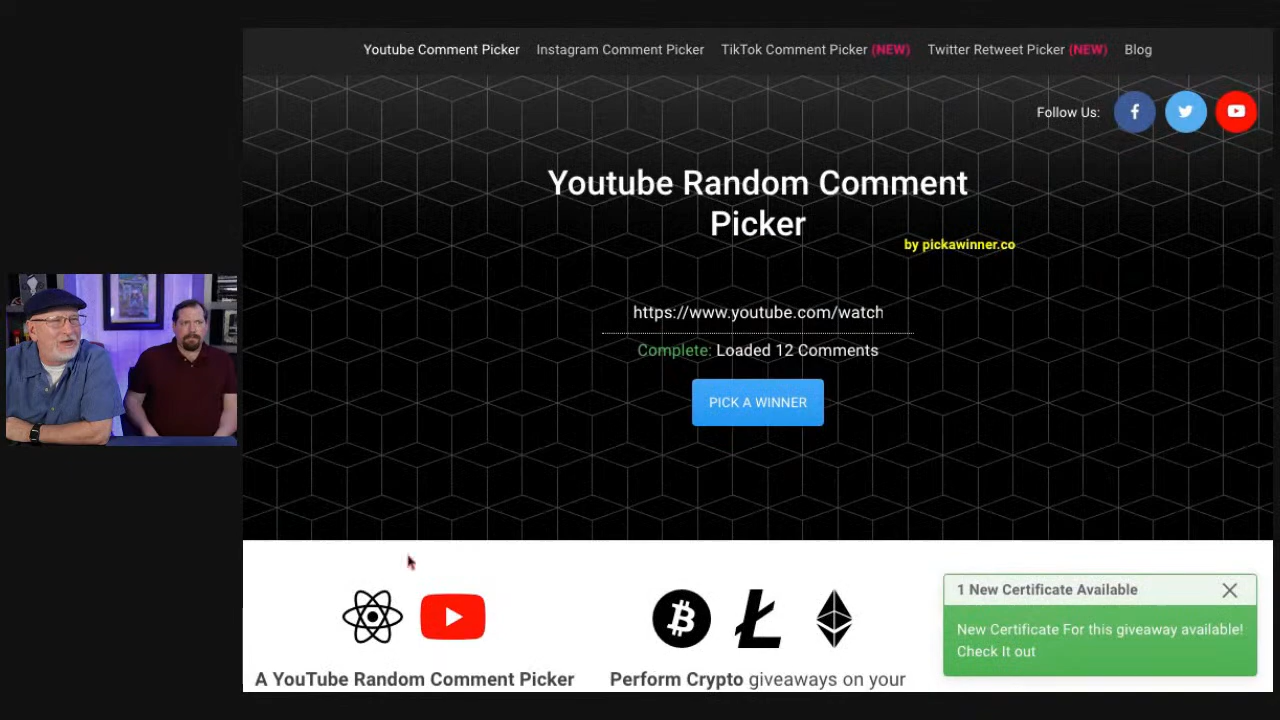 Youtube Comment Picker Instagram Comment Picker TikTok Comment Picker (NEW) Twitter Retweet Picker (NEW) Blog
Follow Us:
Youtube Random Comment
Picker
by pickawinner.co
https://www.youtube.com/watch
Complete: Loaded 12 Comments
PICK A WINNER
1 New Certificate Available
New Certificate For this giveaway available!
Check It out
A YouTube Random Comment Picker
Perform Crypto giveaways on your